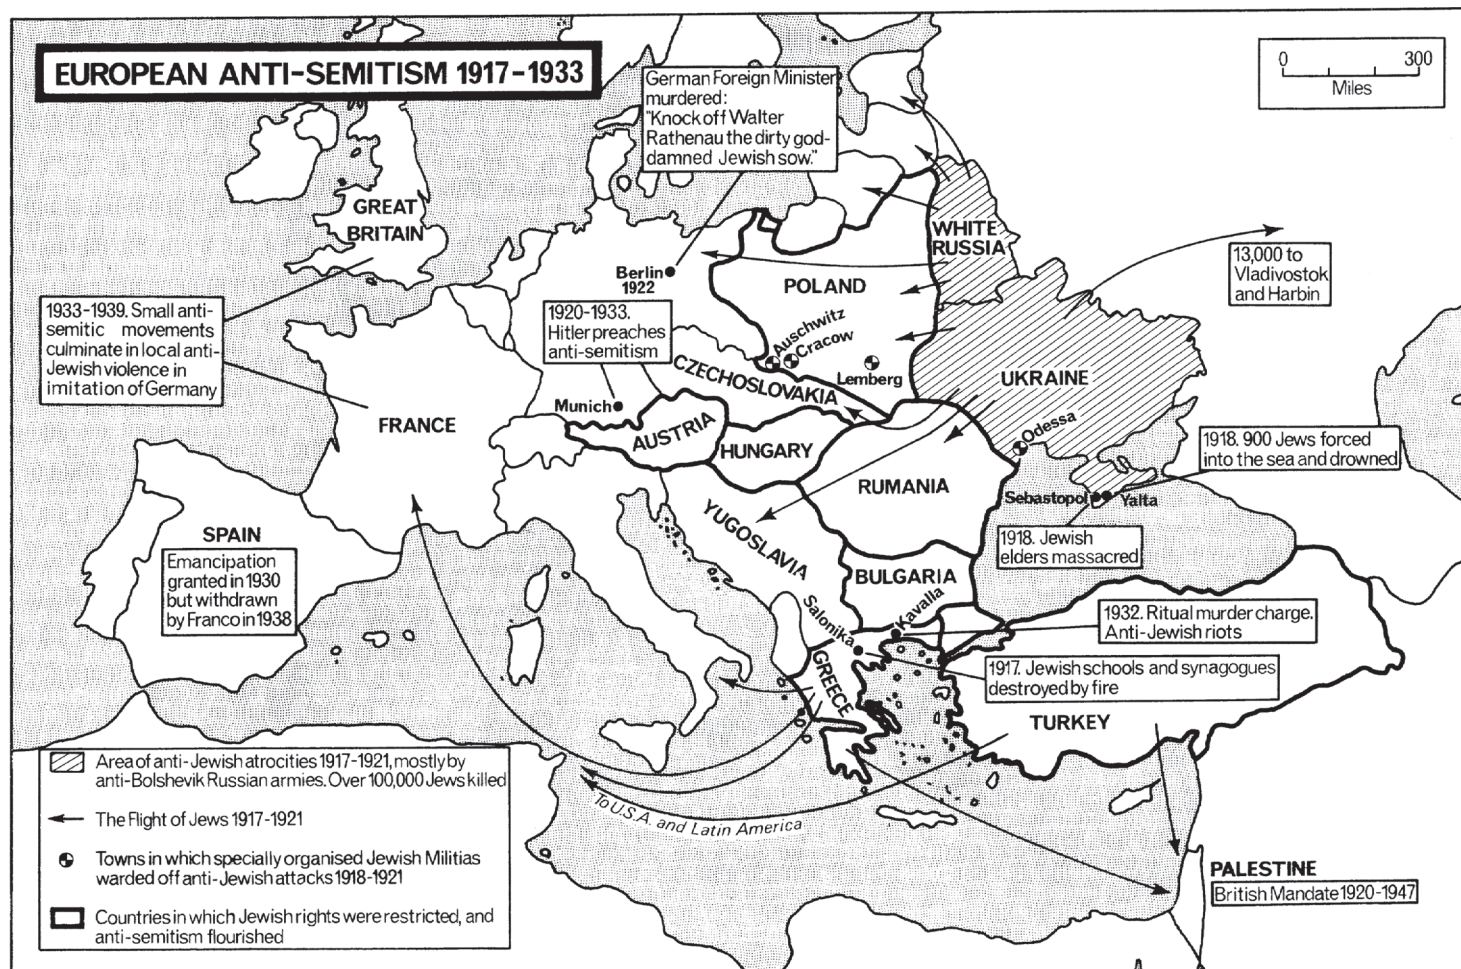 EUROPEAN ANTI-SEMITISM 1917-1933
0 300
Miles
German Foreign Minister
murdered:
"Knock off Walter
Rathenau the dirty god-
damned Jewish sow."
GREAT
BRITAIN
WHITE
RUSSIA
13,000 to
Vladivostok
and Harbin
Berlin
1922
POLAND
1933-1939. Small anti-
semitic movements
culminate in local anti-
Jewish violence in
imitation of Germany
1920-1933.
Hitler preaches
anti-semitism
Auschwitz
Cracow
Lemberg
CZECHOSLOVAKIA
UKRAINE
Munich
FRANCE
AUSTRIA
HUNGARY
Odessa
1918. 900 Jews forced
into the sea and drowned
RUMANIA
Sebastopol
Yalta
YUGOSLAVIA
1918. Jewish
elders massacred
SPAIN
Emancipation
granted in 1930
but withdrawn
by Franco in 1938
BULGARIA
Salonika
Kavalla
1932. Ritual murder charge.
Anti-Jewish riots
GREECE
1917. Jewish schools and synagogues
destroyed by fire
TURKEY
Area of anti-Jewish atrocities 1917-1921, mostly by
anti-Bolshevik Russian armies. Over 100,000 Jews killed
The Flight of Jews 1917-1921
Towns in which specially organised Jewish Militias
warded off anti-Jewish attacks 1918-1921
Countries in which Jewish rights were restricted, and
anti-semitism flourished
To U.S.A. and Latin America
PALESTINE
British Mandate 1920-1947